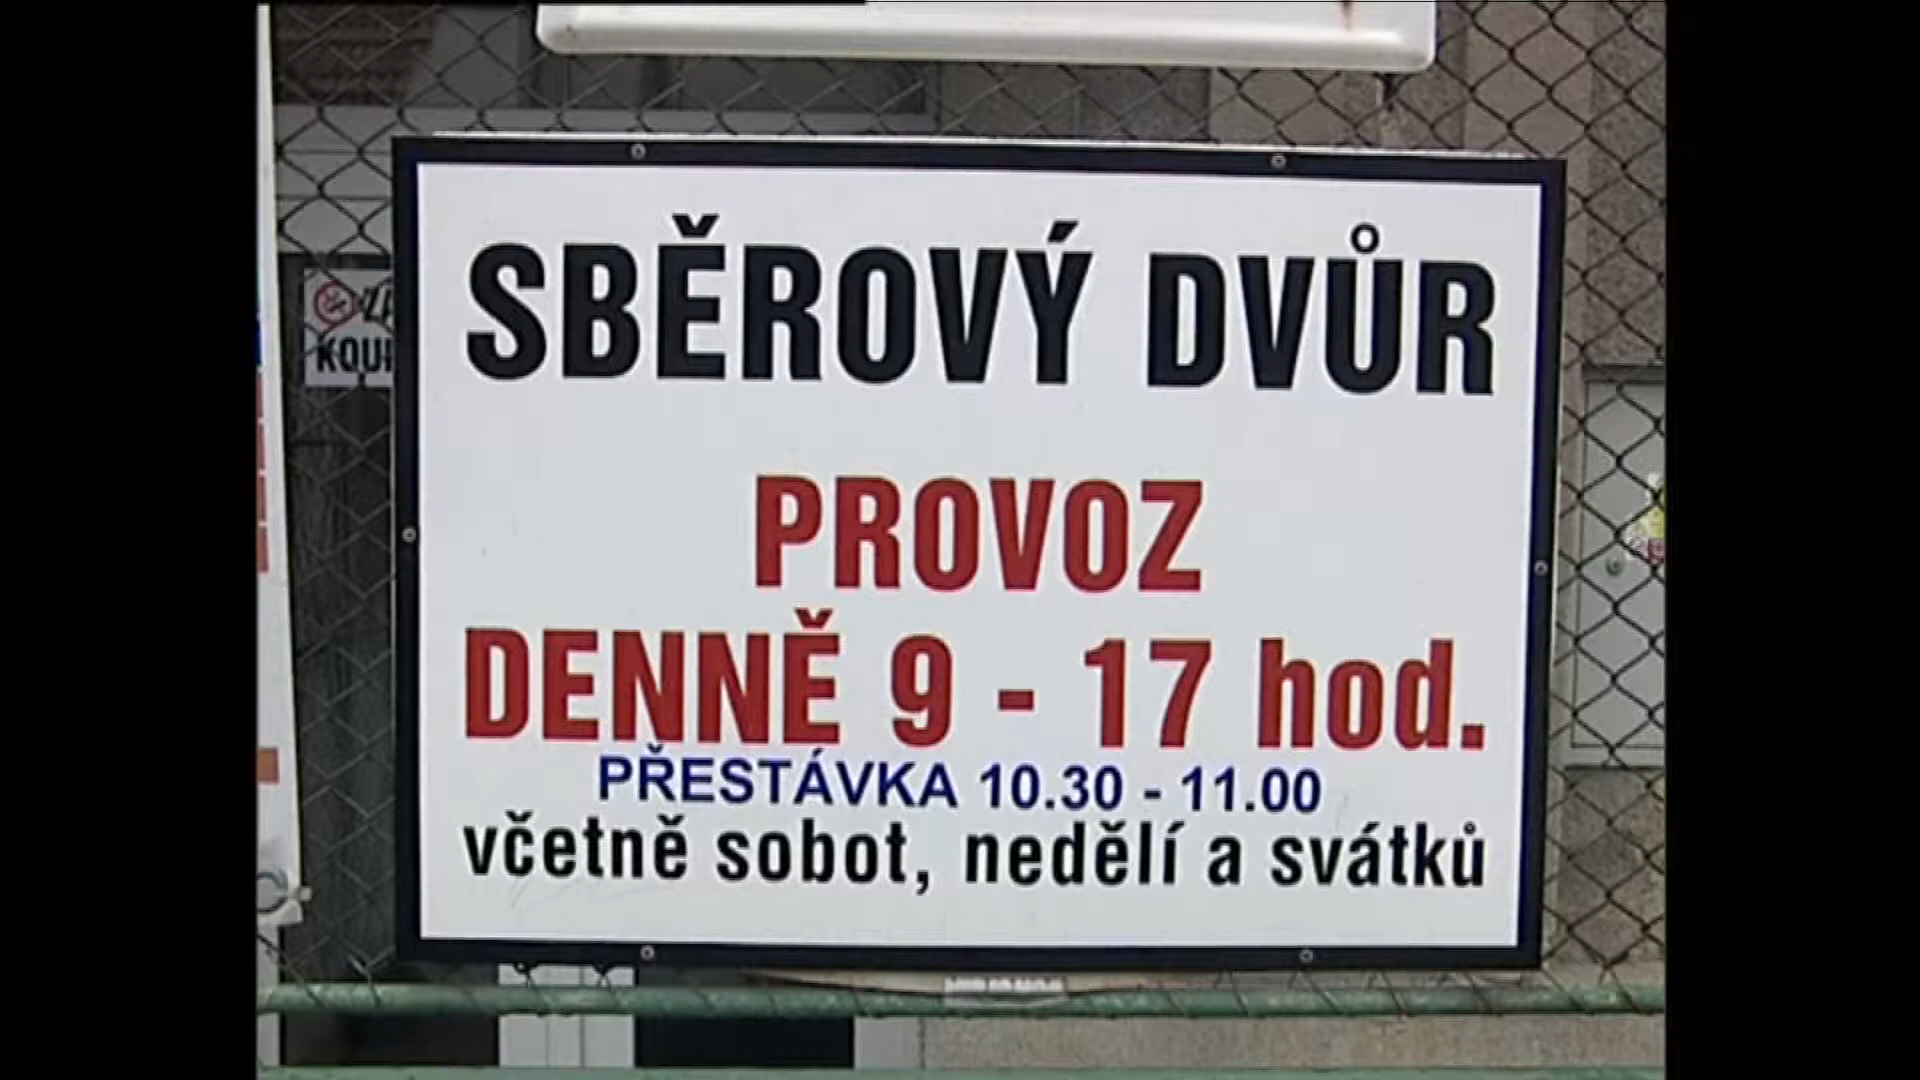 SBĚROVÝ DVŮR
PROVOZ
DENNĚ 9 - 17 hod.
PŘESTÁVKA 10.30 - 11.00
včetně sobot, nedělí a svátků